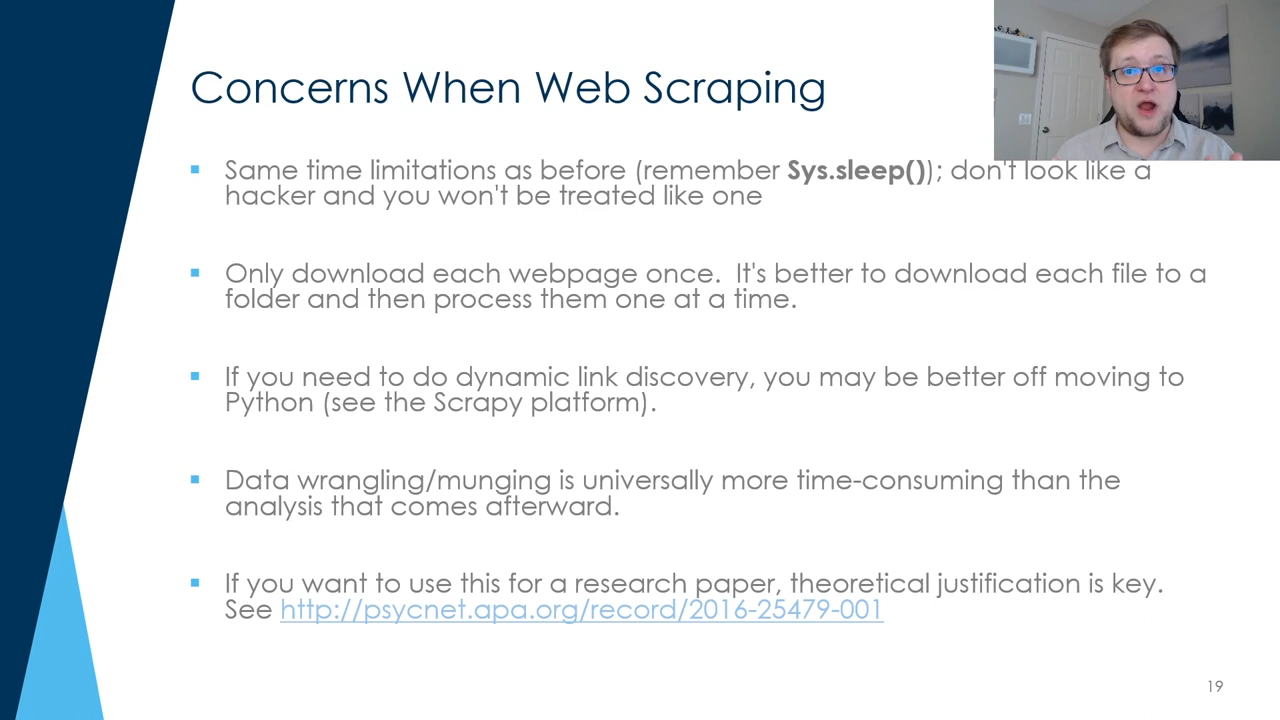 Concerns When Web Scraping
▪ Same time limitations as before (remember Sys.sleep()); don't look like a
hacker and you won't be treated like one
▪ Only download each webpage once.  It's better to download each file to a
folder and then process them one at a time.
▪ If you need to do dynamic link discovery, you may be better off moving to
Python (see the Scrapy platform).
▪ Data wrangling/munging is universally more time-consuming than the
analysis that comes afterward.
▪ If you want to use this for a research paper, theoretical justification is key.
See http://psycnet.apa.org/record/2016-25479-001
19